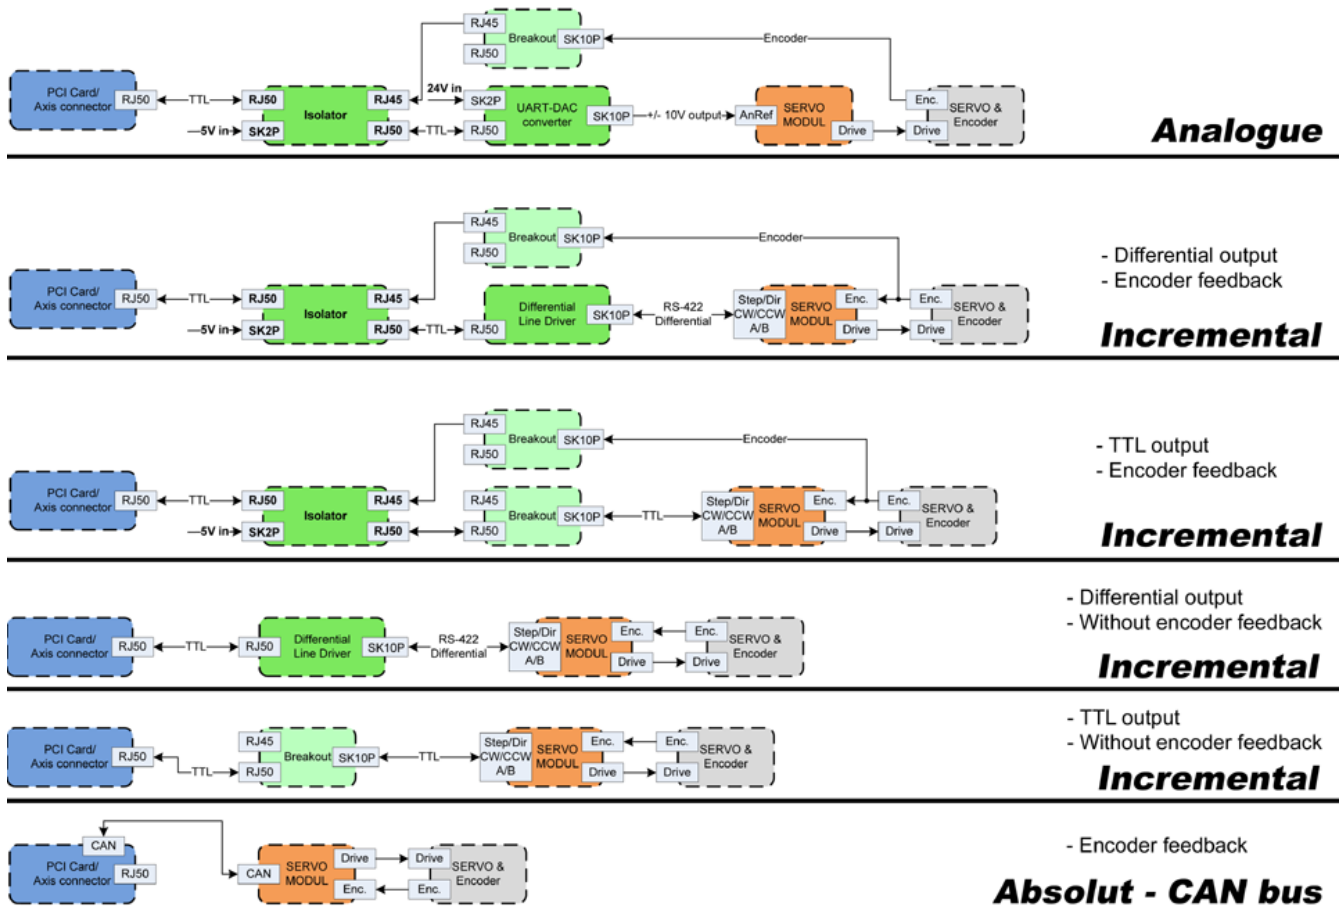 RJ45
Breakout
SK10P
Encoder
RJ50
PCI Card/
Axis connector
RJ50
TTL
RJ50
RJ45
Isolator
5V in
SK2P
RJ50
24V in
TTL
SK2P
RJ50
UART-DAC
converter
SK10P
+/- 10V output
AnRef
SERVO
MODUL
Drive
Enc.
Drive
SERVO &
Encoder
Analogue
RJ45
Breakout
SK10P
Encoder
RJ50
PCI Card/
Axis connector
RJ50
TTL
RJ50
RJ45
Isolator
5V in
SK2P
RJ50
TTL
RJ50
Differential
Line Driver
SK10P
RS-422
Differential
Step/Dir
CW/CCW
A/B
SERVO
MODUL
Enc.
Drive
Enc.
Drive
SERVO &
Encoder
- Differential output
- Encoder feedback
Incremental
RJ45
Breakout
SK10P
Encoder
RJ50
PCI Card/
Axis connector
RJ50
TTL
RJ50
RJ45
Isolator
5V in
SK2P
RJ50
RJ45
Breakout
RJ50
SK10P
TTL
Step/Dir
CW/CCW
A/B
SERVO
MODUL
Enc.
Drive
Enc.
Drive
SERVO &
Encoder
- TTL output
- Encoder feedback
Incremental
PCI Card/
Axis connector
RJ50
TTL
RJ50
Differential
Line Driver
SK10P
RS-422
Differential
Step/Dir
CW/CCW
A/B
SERVO
MODUL
Enc.
Drive
Enc.
Drive
SERVO &
Encoder
- Differential output
- Without encoder feedback
Incremental
PCI Card/
Axis connector
RJ50
TTL
RJ45
Breakout
RJ50
SK10P
TTL
Step/Dir
CW/CCW
A/B
SERVO
MODUL
Enc.
Drive
Enc.
Drive
SERVO &
Encoder
- TTL output
- Without encoder feedback
Incremental
CAN
PCI Card/
Axis connector
RJ50
CAN
SERVO
MODUL
Drive
Enc.
Drive
Enc.
SERVO &
Encoder
- Encoder feedback
Absolut - CAN bus